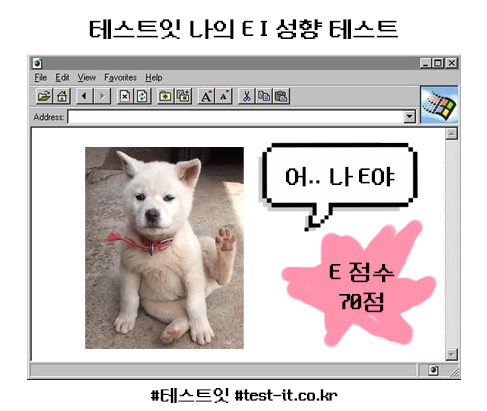 테스트잇 나의 E I 성향 테스트
File Edit View Favorites Help
A A
Address:
어.. 나 E야
E 점수
70점
#테스트잇 #test-it.co.kr